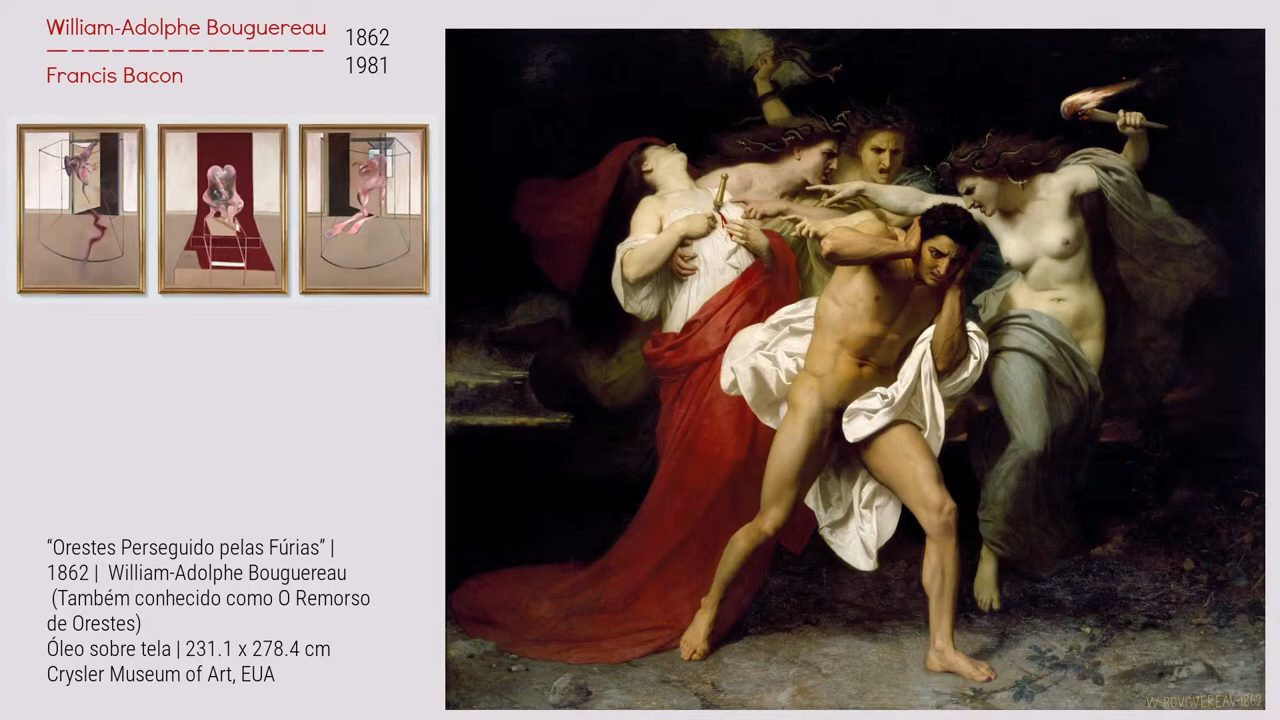 William-Adolphe Bouguereau
1862
1981
Francis Bacon
“Orestes Perseguido pelas Fúrias” |
1862 | William-Adolphe Bouguereau
(Também conhecido como O Remorso
de Orestes)
Óleo sobre tela | 231.1 x 278.4 cm
Crysler Museum of Art, EUA
W-BOVGVEREAV-1862